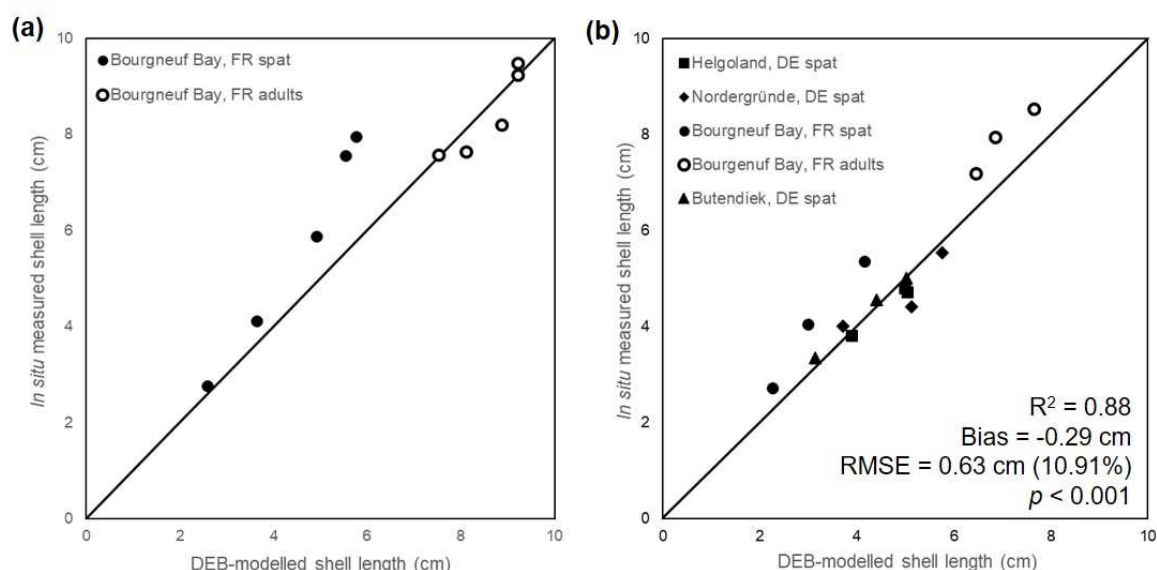 (a)
10
8
6
4
2
0
In situ measured shell length (cm)
Bourgneuf Bay, FR spat
Bourgneuf Bay, FR adults
0 2 4 6 8 10
DEB-modelled shell length (cm)
(b)
10
8
6
4
2
0
In situ measured shell length (cm)
Helgoland, DE spat
Nordergründe, DE spat
Bourgneuf Bay, FR spat
Bourgenuf Bay, FR adults
Butendiek, DE spat
R² = 0.88
Bias = -0.29 cm
RMSE = 0.63 cm (10.91%)
p < 0.001
0 2 4 6 8 10
DEB-modelled shell length (cm)